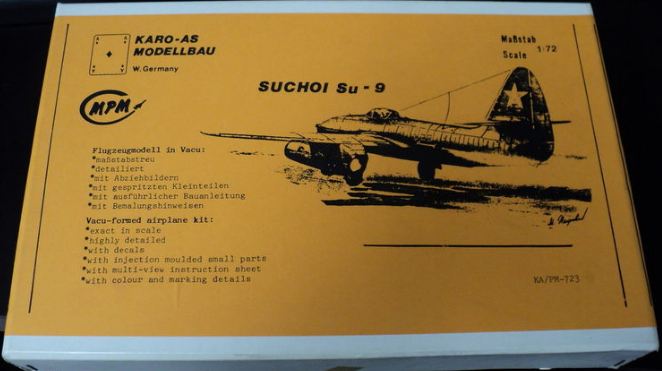 KARO-AS
MODELLBAU
W. Germany
MPM
Maßstab
Scale 1:72
SUCHOI Su - 9
Flugzeugmodell in Vacu:
*maßstabstreu
*detailiert
*mit Abziehbildern
*mit gespritzten Kleinteilen
*mit ausführlicher Bauanleitung
*mit Bemalungshinweisen
Vacu-formed airplane kit:
*exact in scale
*highly detailed
*with decals
*with injection moulded small parts
*with multi-view instruction sheet
*with colour and marking details
KA/PM-723